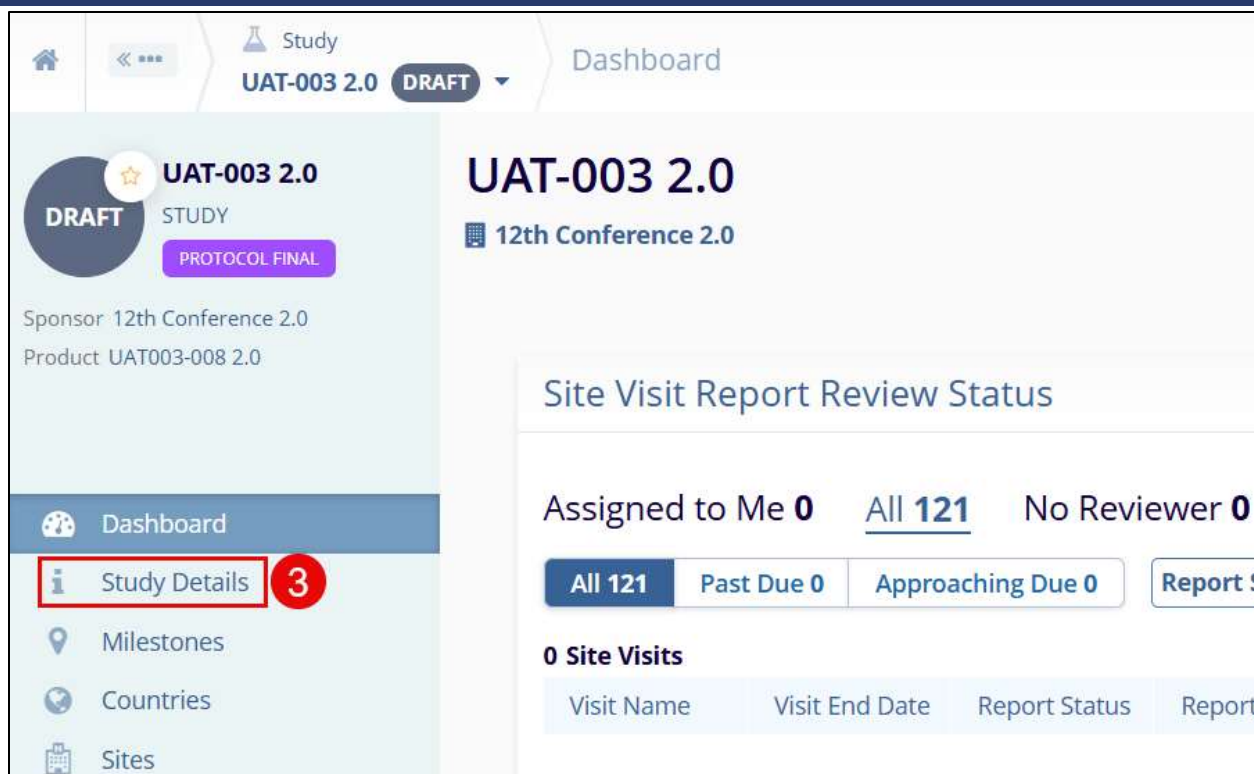 Study
UAT-003 2.0 DRAFT
Dashboard
DRAFT
UAT-003 2.0
STUDY
PROTOCOL FINAL
Sponsor 12th Conference 2.0
Product UAT003-008 2.0
Dashboard
Study Details 3
Milestones
Countries
Sites
UAT-003 2.0
12th Conference 2.0
Site Visit Report Review Status
Assigned to Me 0 All 121 No Reviewer 0
All 121 Past Due 0 Approaching Due 0 Report
0 Site Visits
Visit Name Visit End Date Report Status Report